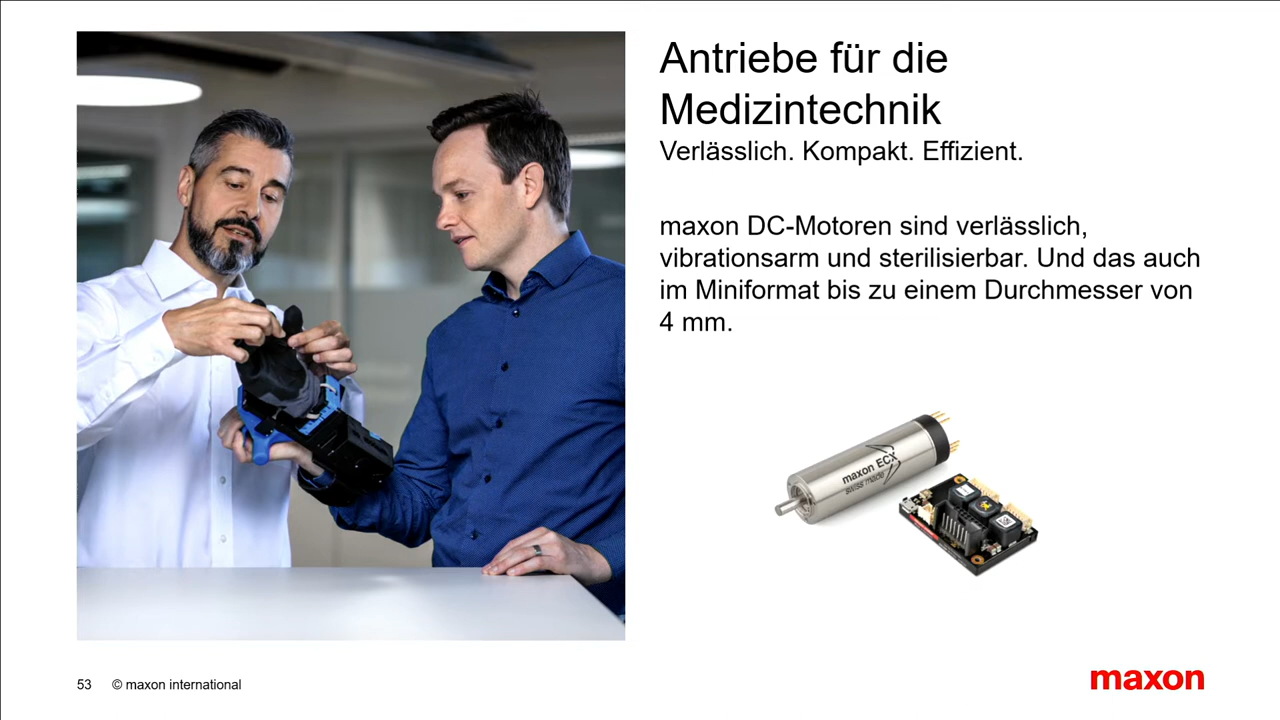 Antriebe für die
Medizintechnik
Verlässlich. Kompakt. Effizient.
maxon DC-Motoren sind verlässlich,
vibrationsarm und sterilisierbar. Und das auch
im Miniformat bis zu einem Durchmesser von
4 mm.
maxon ECX
swiss made
53 © maxon international
maxon